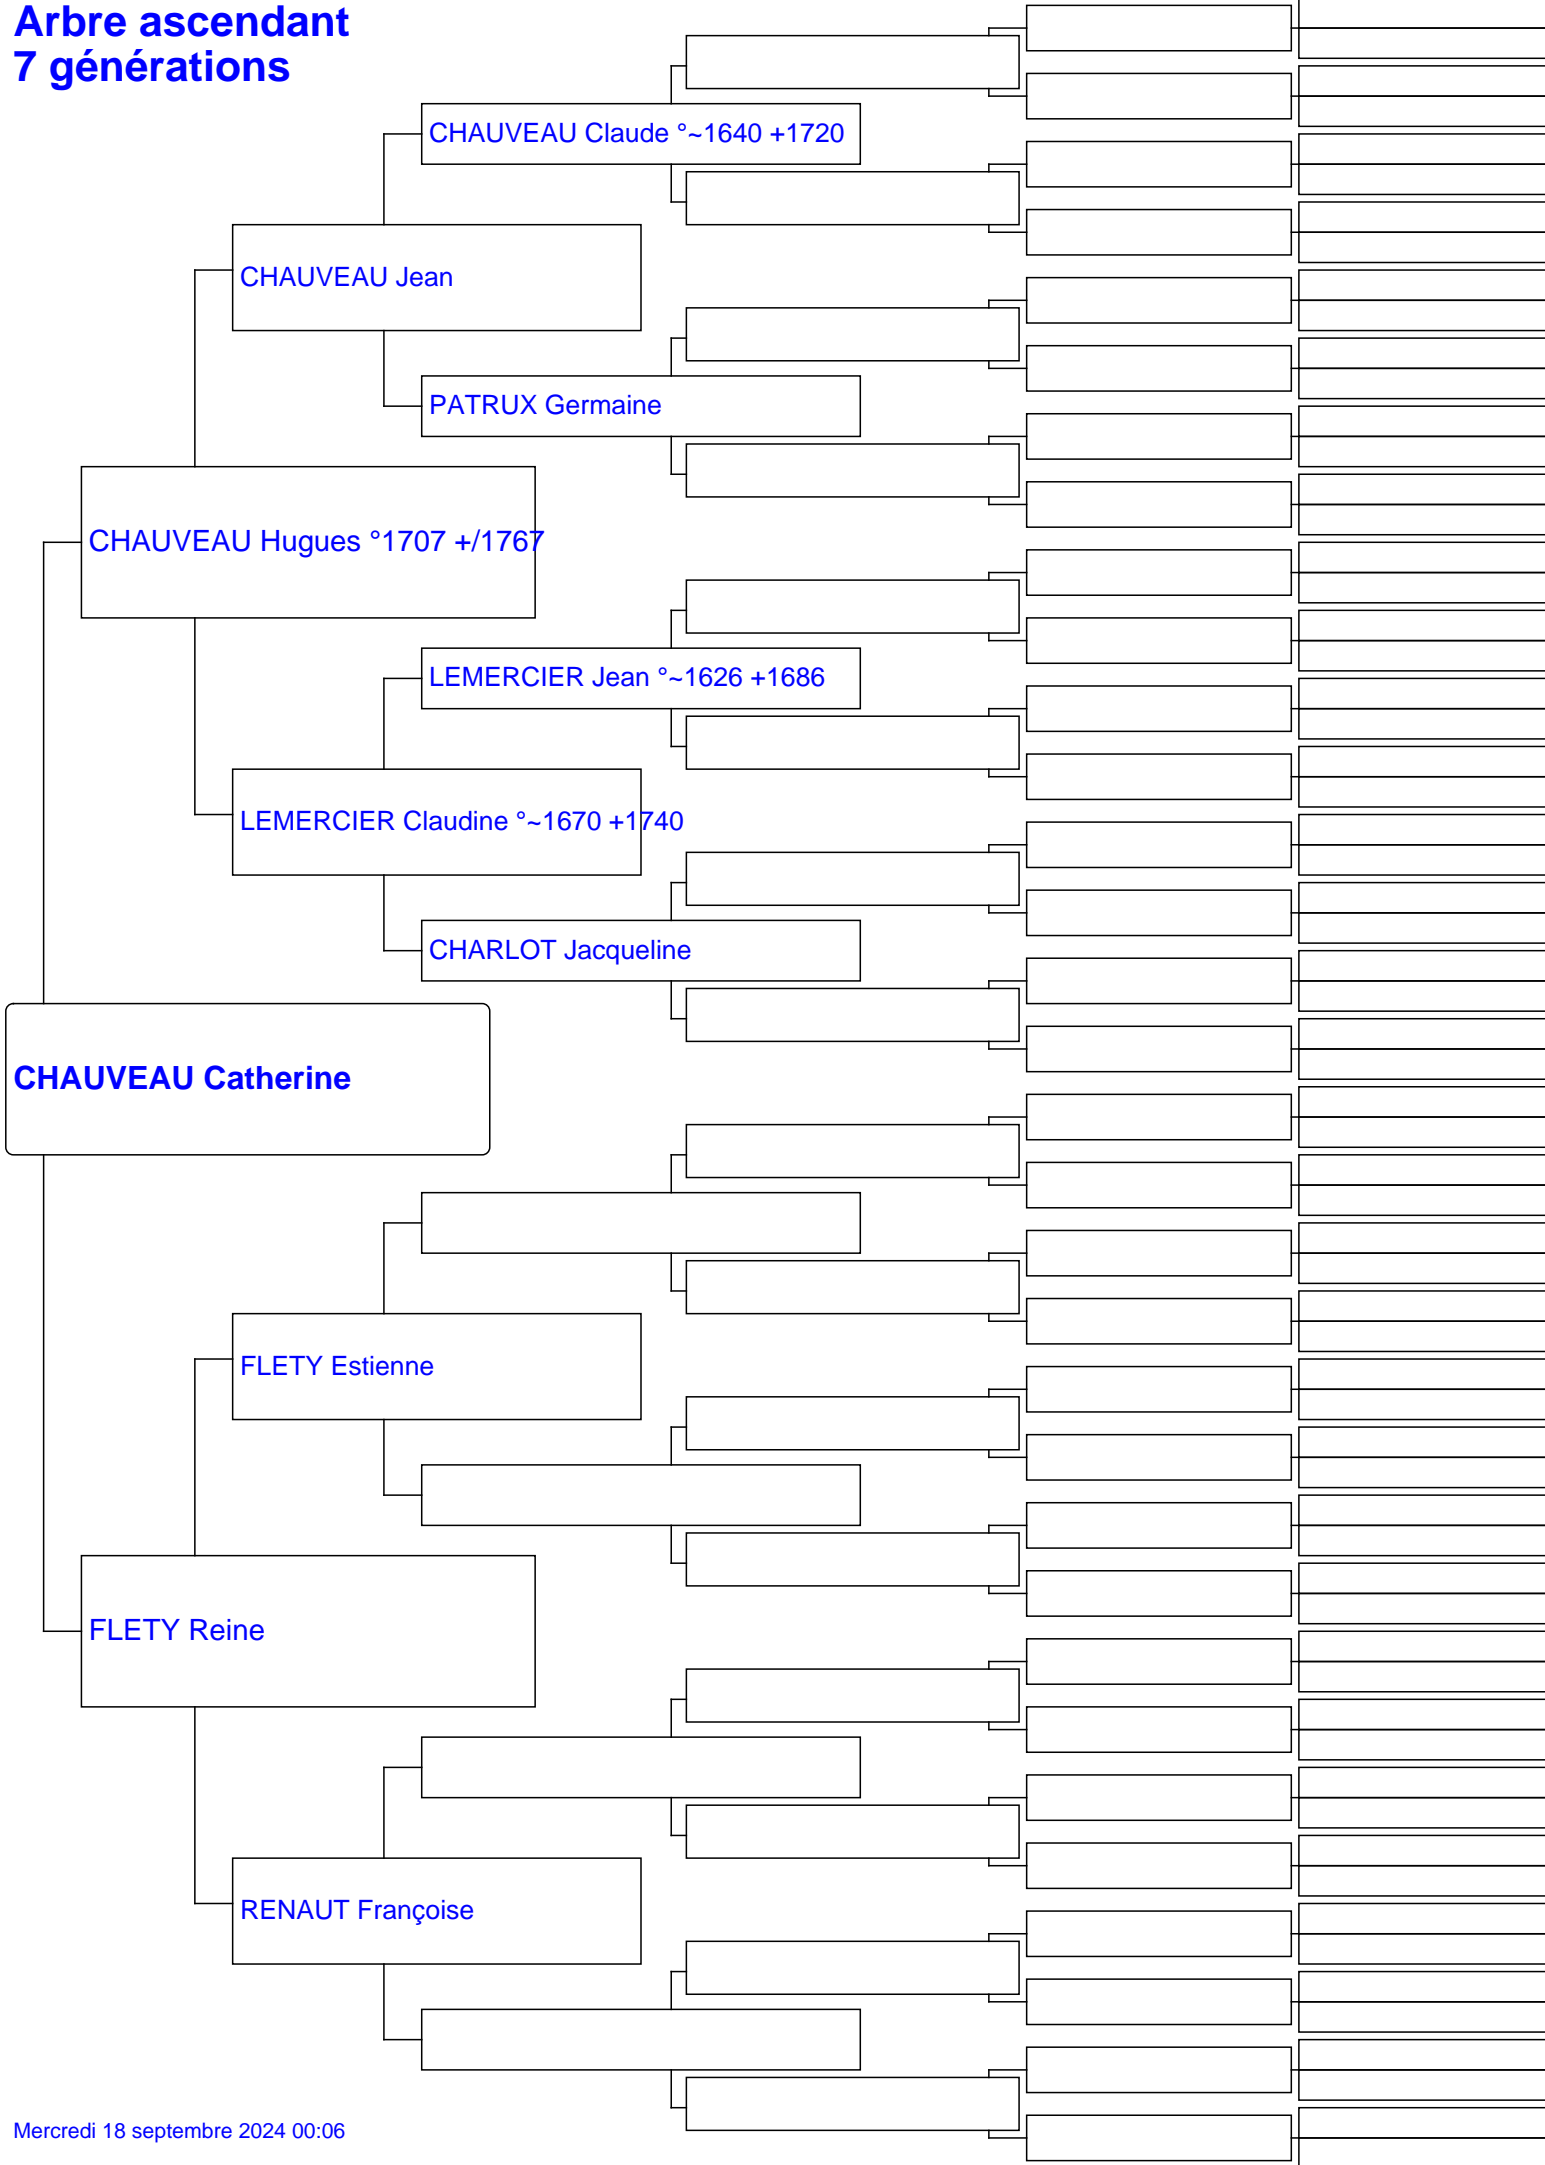 Arbre ascendant
7 générations
CHAUVEAU Claude °~1640 +1720
CHAUVEAU Jean
PATRUX Germaine
CHAUVEAU Hugues °1707 +/1767
LEMERCIER Jean °~1626 +1686
LEMERCIER Claudine °~1670 +1740
CHARLOT Jacqueline
CHAUVEAU Catherine
FLETY Estienne
FLETY Reine
RENAUT Françoise
Mercredi 18 septembre 2024 00:06